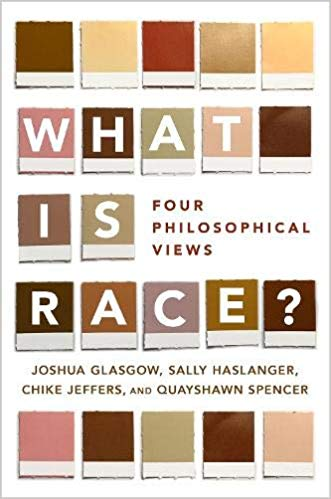 WHAT
IS
FOUR
PHILOSOPHICAL
VIEWS
RACE?
JOSHUA GLASGOW, SALLY HASLANGER,
CHIKE JEFFERS, AND QUAYSHAWN SPENCER